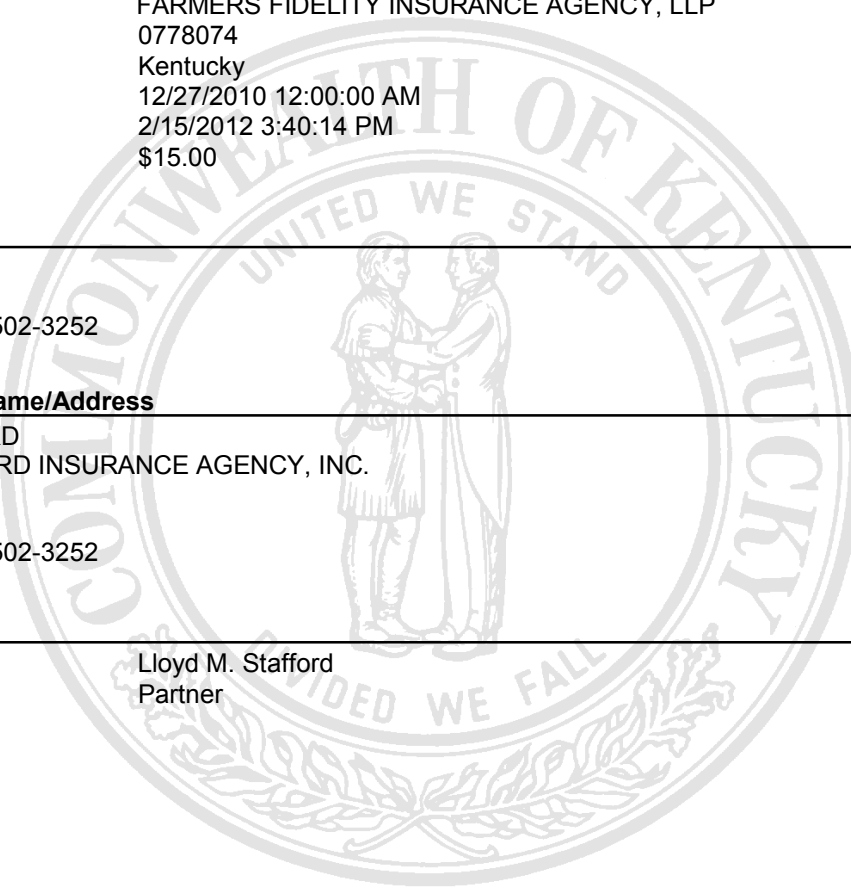 FARMERS FIDELITY INSURANCE AGENCY, LLP
0778074
Kentucky
12/27/2010 12:00:00 AM
2/15/2012 3:40:14 PM
$15.00
502-3252
ame/Address
D
RD INSURANCE AGENCY, INC.
502-3252
Lloyd M. Stafford
Partner
COMMONWEALTH OF KENTUCKY
UNITED WE STAND
DIVIDED WE FALL